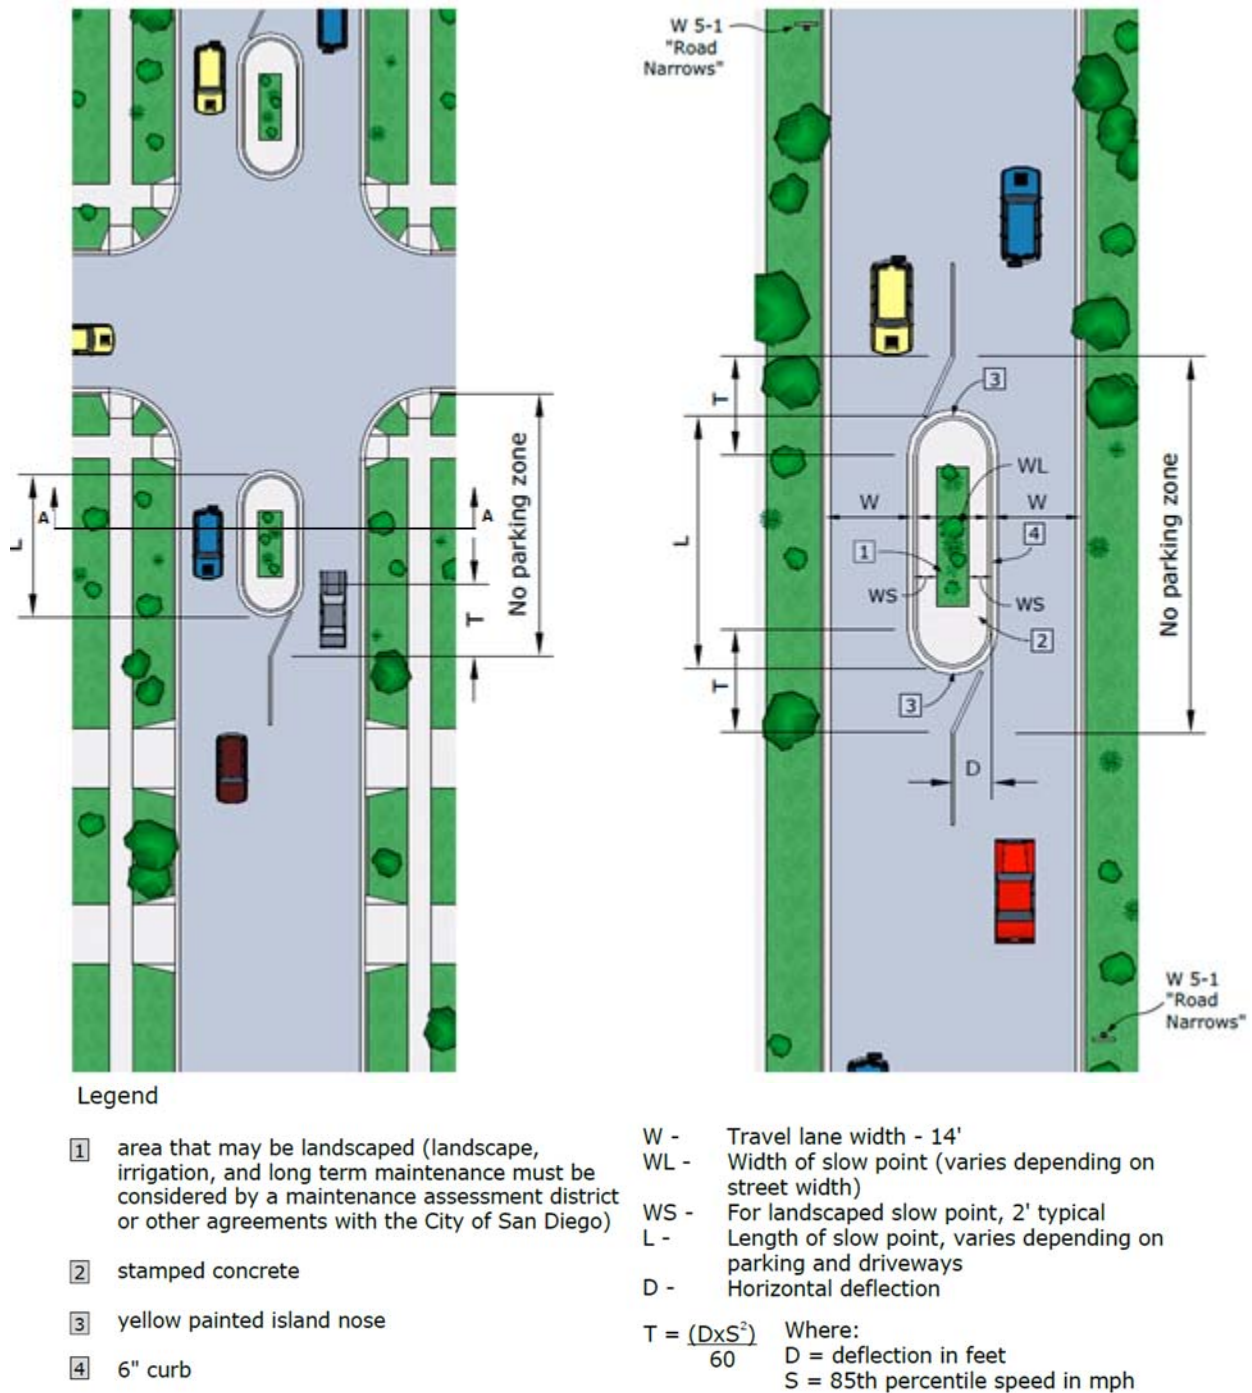 W 5-1
"Road
Narrows"
A
A
L
T
No parking zone
T
3
WL
W
W
L
1
4
WS
WS
2
T
3
D
No parking zone
W 5-1
"Road
Narrows"
Legend
1 area that may be landscaped (landscape,
irrigation, and long term maintenance must be
considered by a maintenance assessment district
or other agreements with the City of San Diego)
2 stamped concrete
3 yellow painted island nose
4 6" curb
W - Travel lane width - 14'
WL - Width of slow point (varies depending on
street width)
WS - For landscaped slow point, 2' typical
L - Length of slow point, varies depending on
parking and driveways
D - Horizontal deflection
T = (DxS²)
60
Where:
D = deflection in feet
S = 85th percentile speed in mph